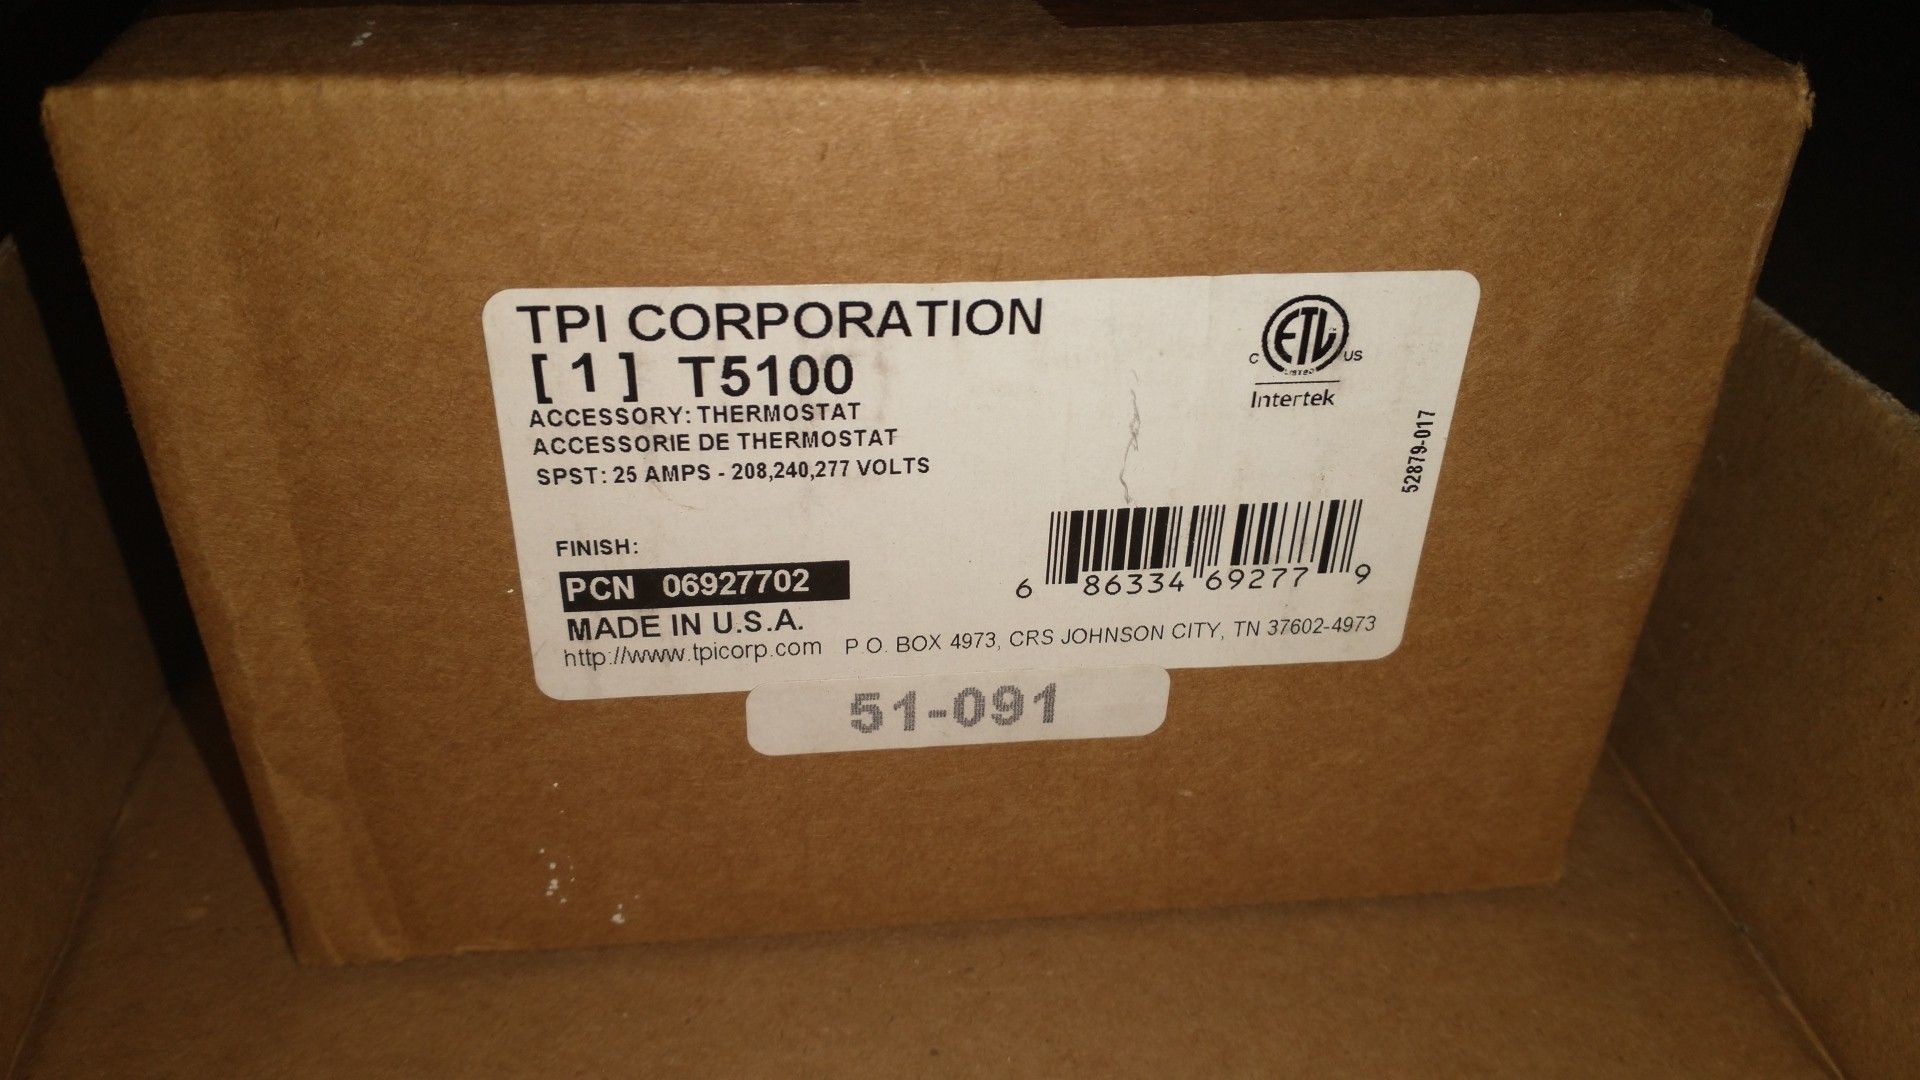 TPI CORPORATION
[ 1 ] T5100
ACCESSORY: THERMOSTAT
ACCESSORIE DE THERMOSTAT
SPST: 25 AMPS - 208,240,277 VOLTS
C ETL US
LISTED
Intertek
52879-017
FINISH:
PCN 06927702
MADE IN U.S.A.
http://www.tpicorp.com P.O. BOX 4973, CRS JOHNSON CITY, TN 37602-4973
6 86334 69277 9
51-091